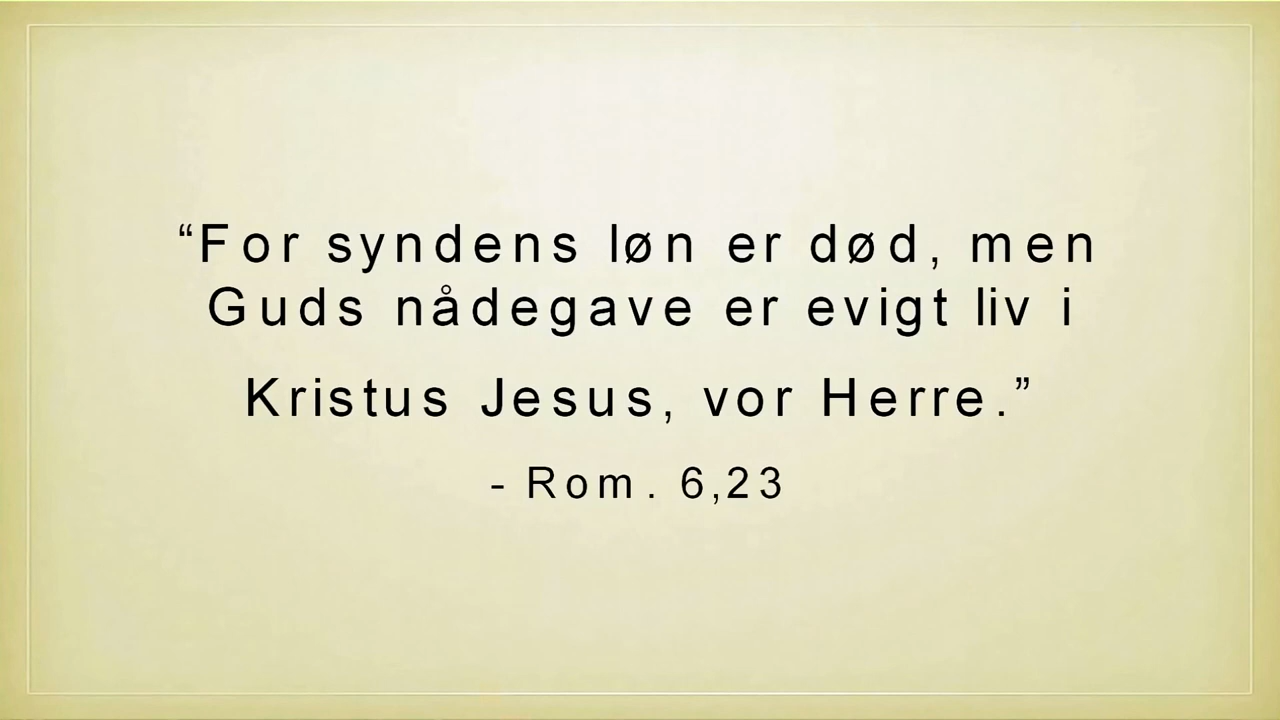 “For syndens løn er død, men
Guds nådegave er evigt liv i
Kristus Jesus, vor Herre.”
- Rom. 6,23